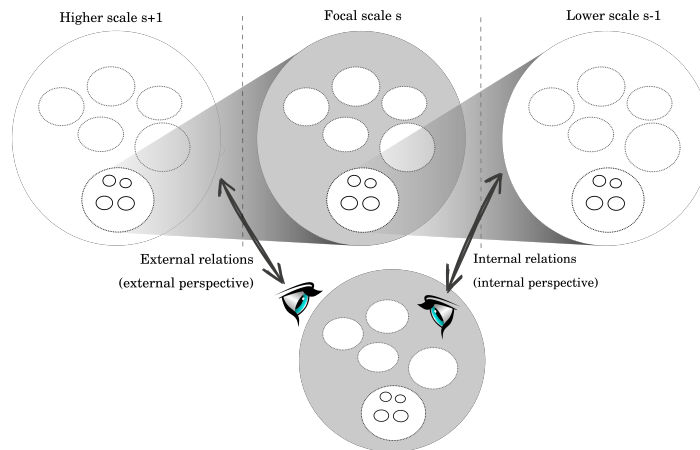 Higher scale s+1
Focal scale s
Lower scale s-1
External relations
(external perspective)
Internal relations
(internal perspective)